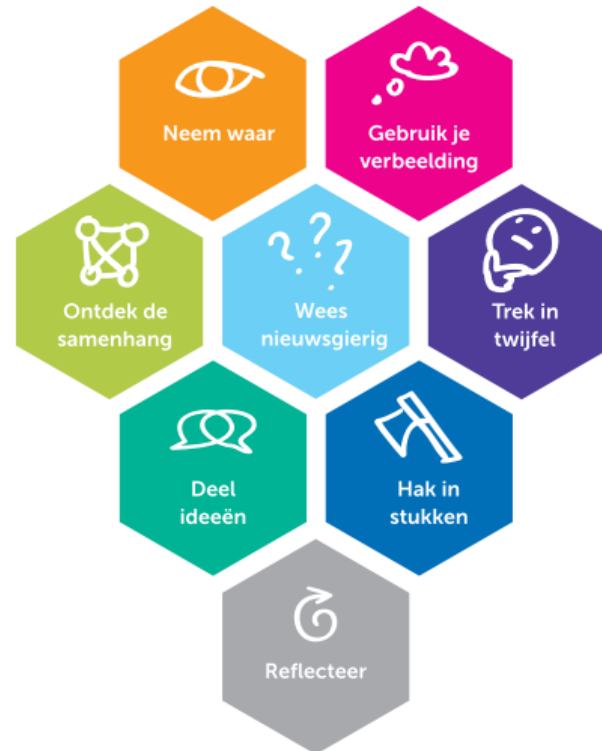 Neem waar
Gebruik je
verbeelding
Ontdek de
samenhang
Wees
nieuwsgierig
Trek in
twijfel
Deel
ideeën
Hak in
stukken
Reflecteer